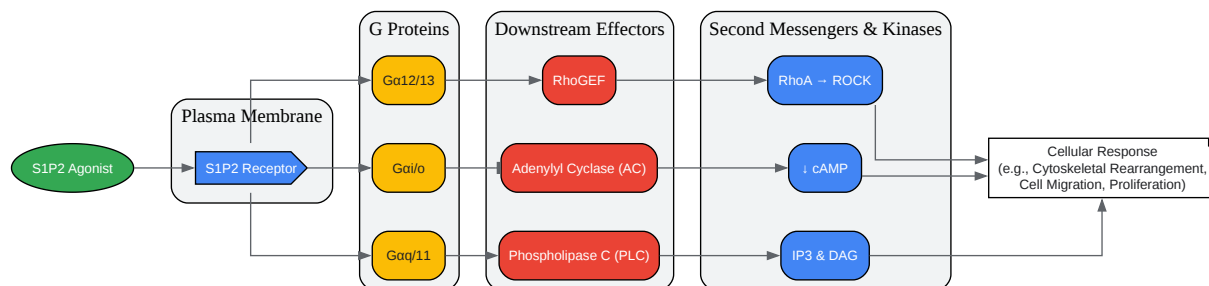 G Proteins
Downstream Effectors
Second Messengers & Kinases
Gα12/13
RhoGEF
RhoA → ROCK
Plasma Membrane
S1P2 Agonist
S1P2 Receptor
Gαi/o
Adenylyl Cyclase (AC)
↓ cAMP
Cellular Response
(e.g., Cytoskeletal Rearrangement,
Cell Migration, Proliferation)
Gαq/11
Phospholipase C (PLC)
IP3 & DAG